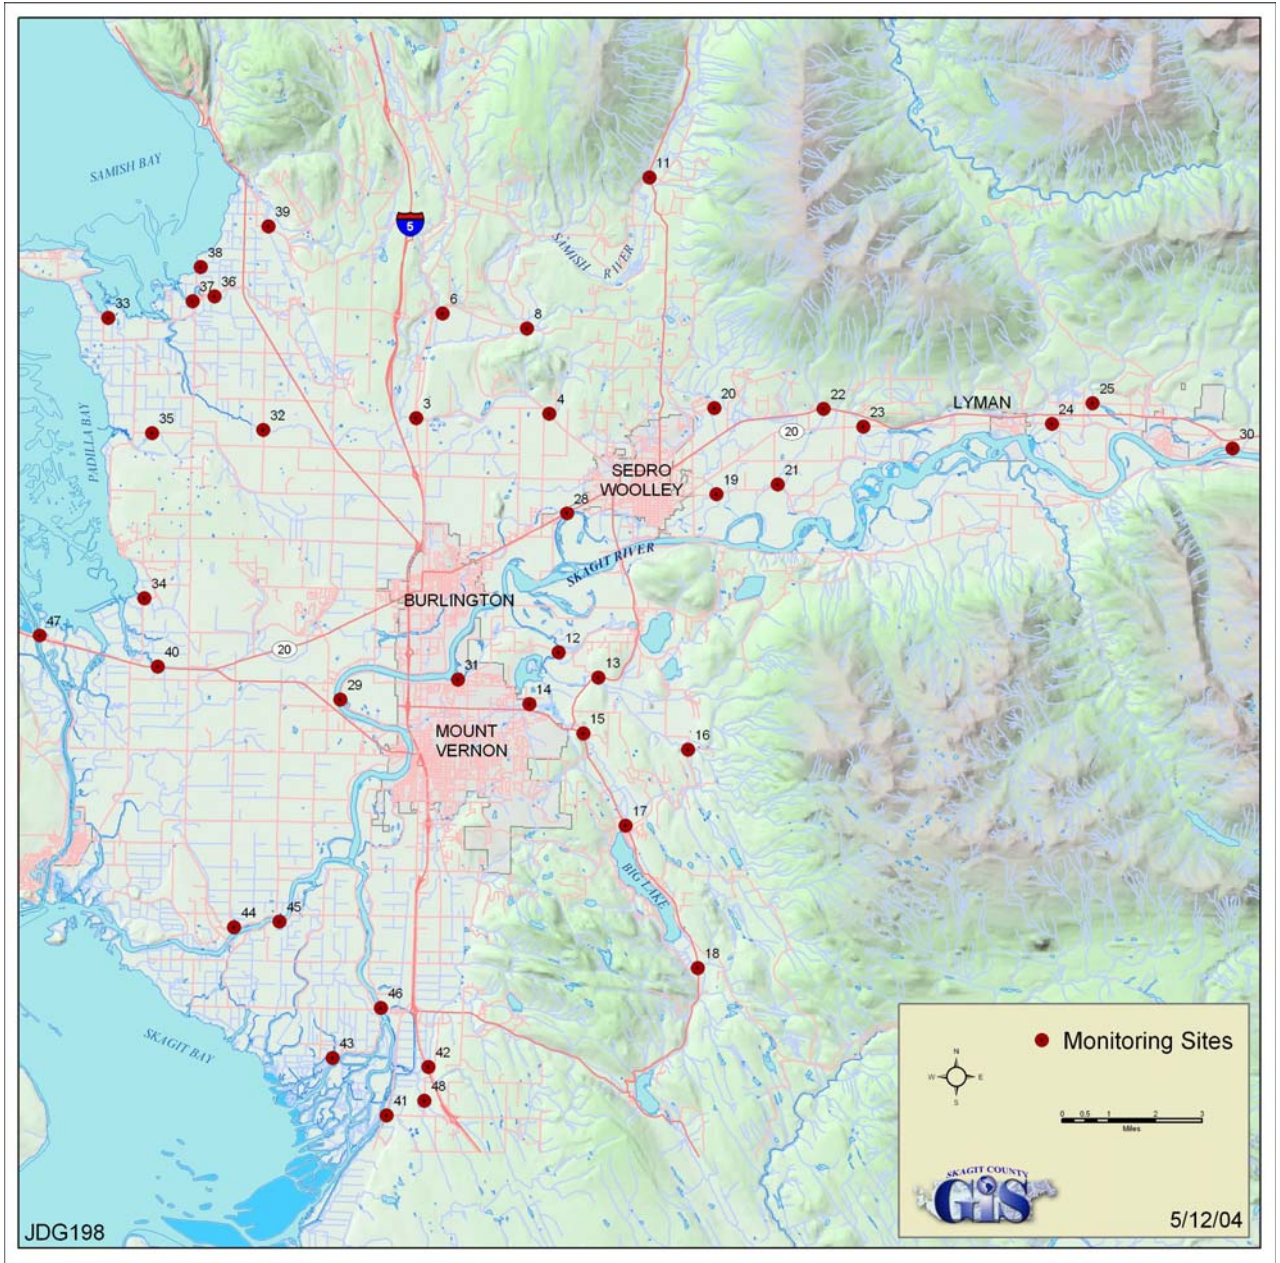 11
SAMISH BAY
39
5
SAMISH
RIVER
38
36
37
33
6
8
25
LYMAN
20
22
3
4
24
23
32
35
20
30
PADILLA BAY
SEDRO
WOOLLEY
21
19
28
SKAGIT RIVER
34
BURLINGTON
47
12
20
40
13
31
29
14
MOUNT
VERNON
15
16
17
BIG LAKE
44
45
18
46
SKAGIT BAY
43
Monitoring Sites
42
N
W E
S
48
41
0 0.5 1 2 3
Miles
SKAGIT COUNTY
GiS
JDG198
5/12/04